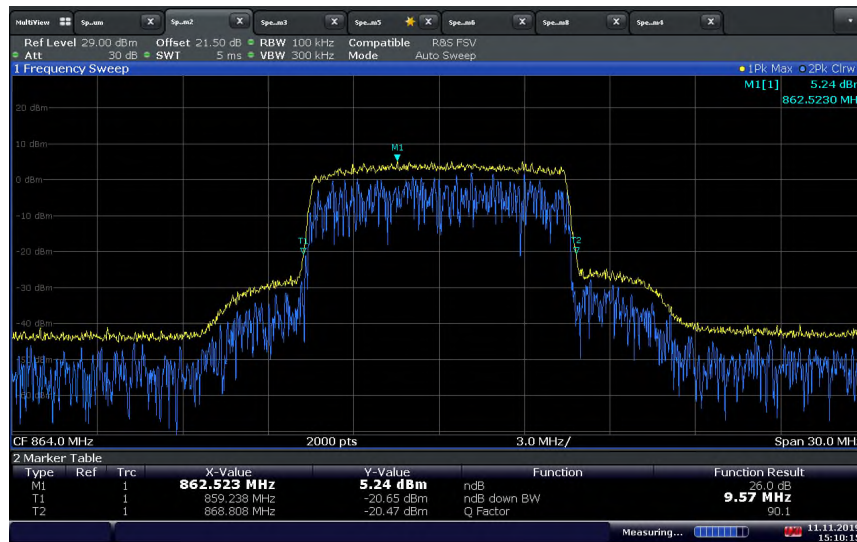 MultiView Sp...um X Sp...m2 X Spe...m3 X Spe...m5 X Spe...m6 X Spe...m8 X Spe...m4 X
Ref Level 29.00 dBm Offset 21.50 dB RBW 100 kHz Compatible R&S FSV
Att 30 dB SWT 5 ms VBW 300 kHz Mode Auto Sweep
1 Frequency Sweep 1Pk Max 2Pk Clrw
M1[1] 5.24 dBm
862.5230 MH
20 dBm
10 dBm
M1
0 dBm
-10 dBm
T1 T2
-20 dBm
-30 dBm
-40 dBm
CF 864.0 MHz 2000 pts 3.0 MHz/ Span 30.0 MHz
2 Marker Table
Type Ref Trc X-Value Y-Value Function Function Result
M1 1 862.523 MHz 5.24 dBm ndB 26.0 dB
T1 1 859.238 MHz -20.65 dBm ndB down BW 9.57 MHz
T2 1 868.808 MHz -20.47 dBm Q Factor 90.1
Measuring... 11.11.2019
15:10:15